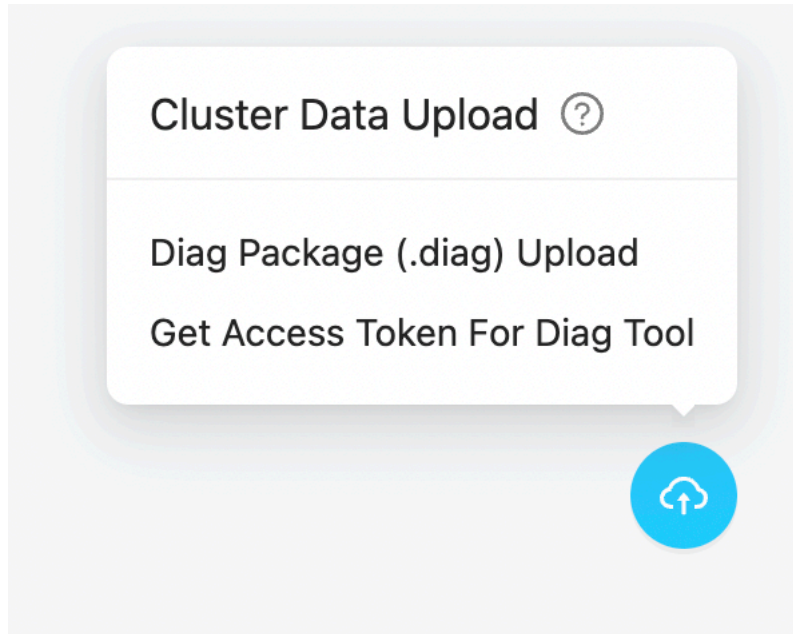 Cluster Data Upload ?
Diag Package (.diag) Upload
Get Access Token For Diag Tool